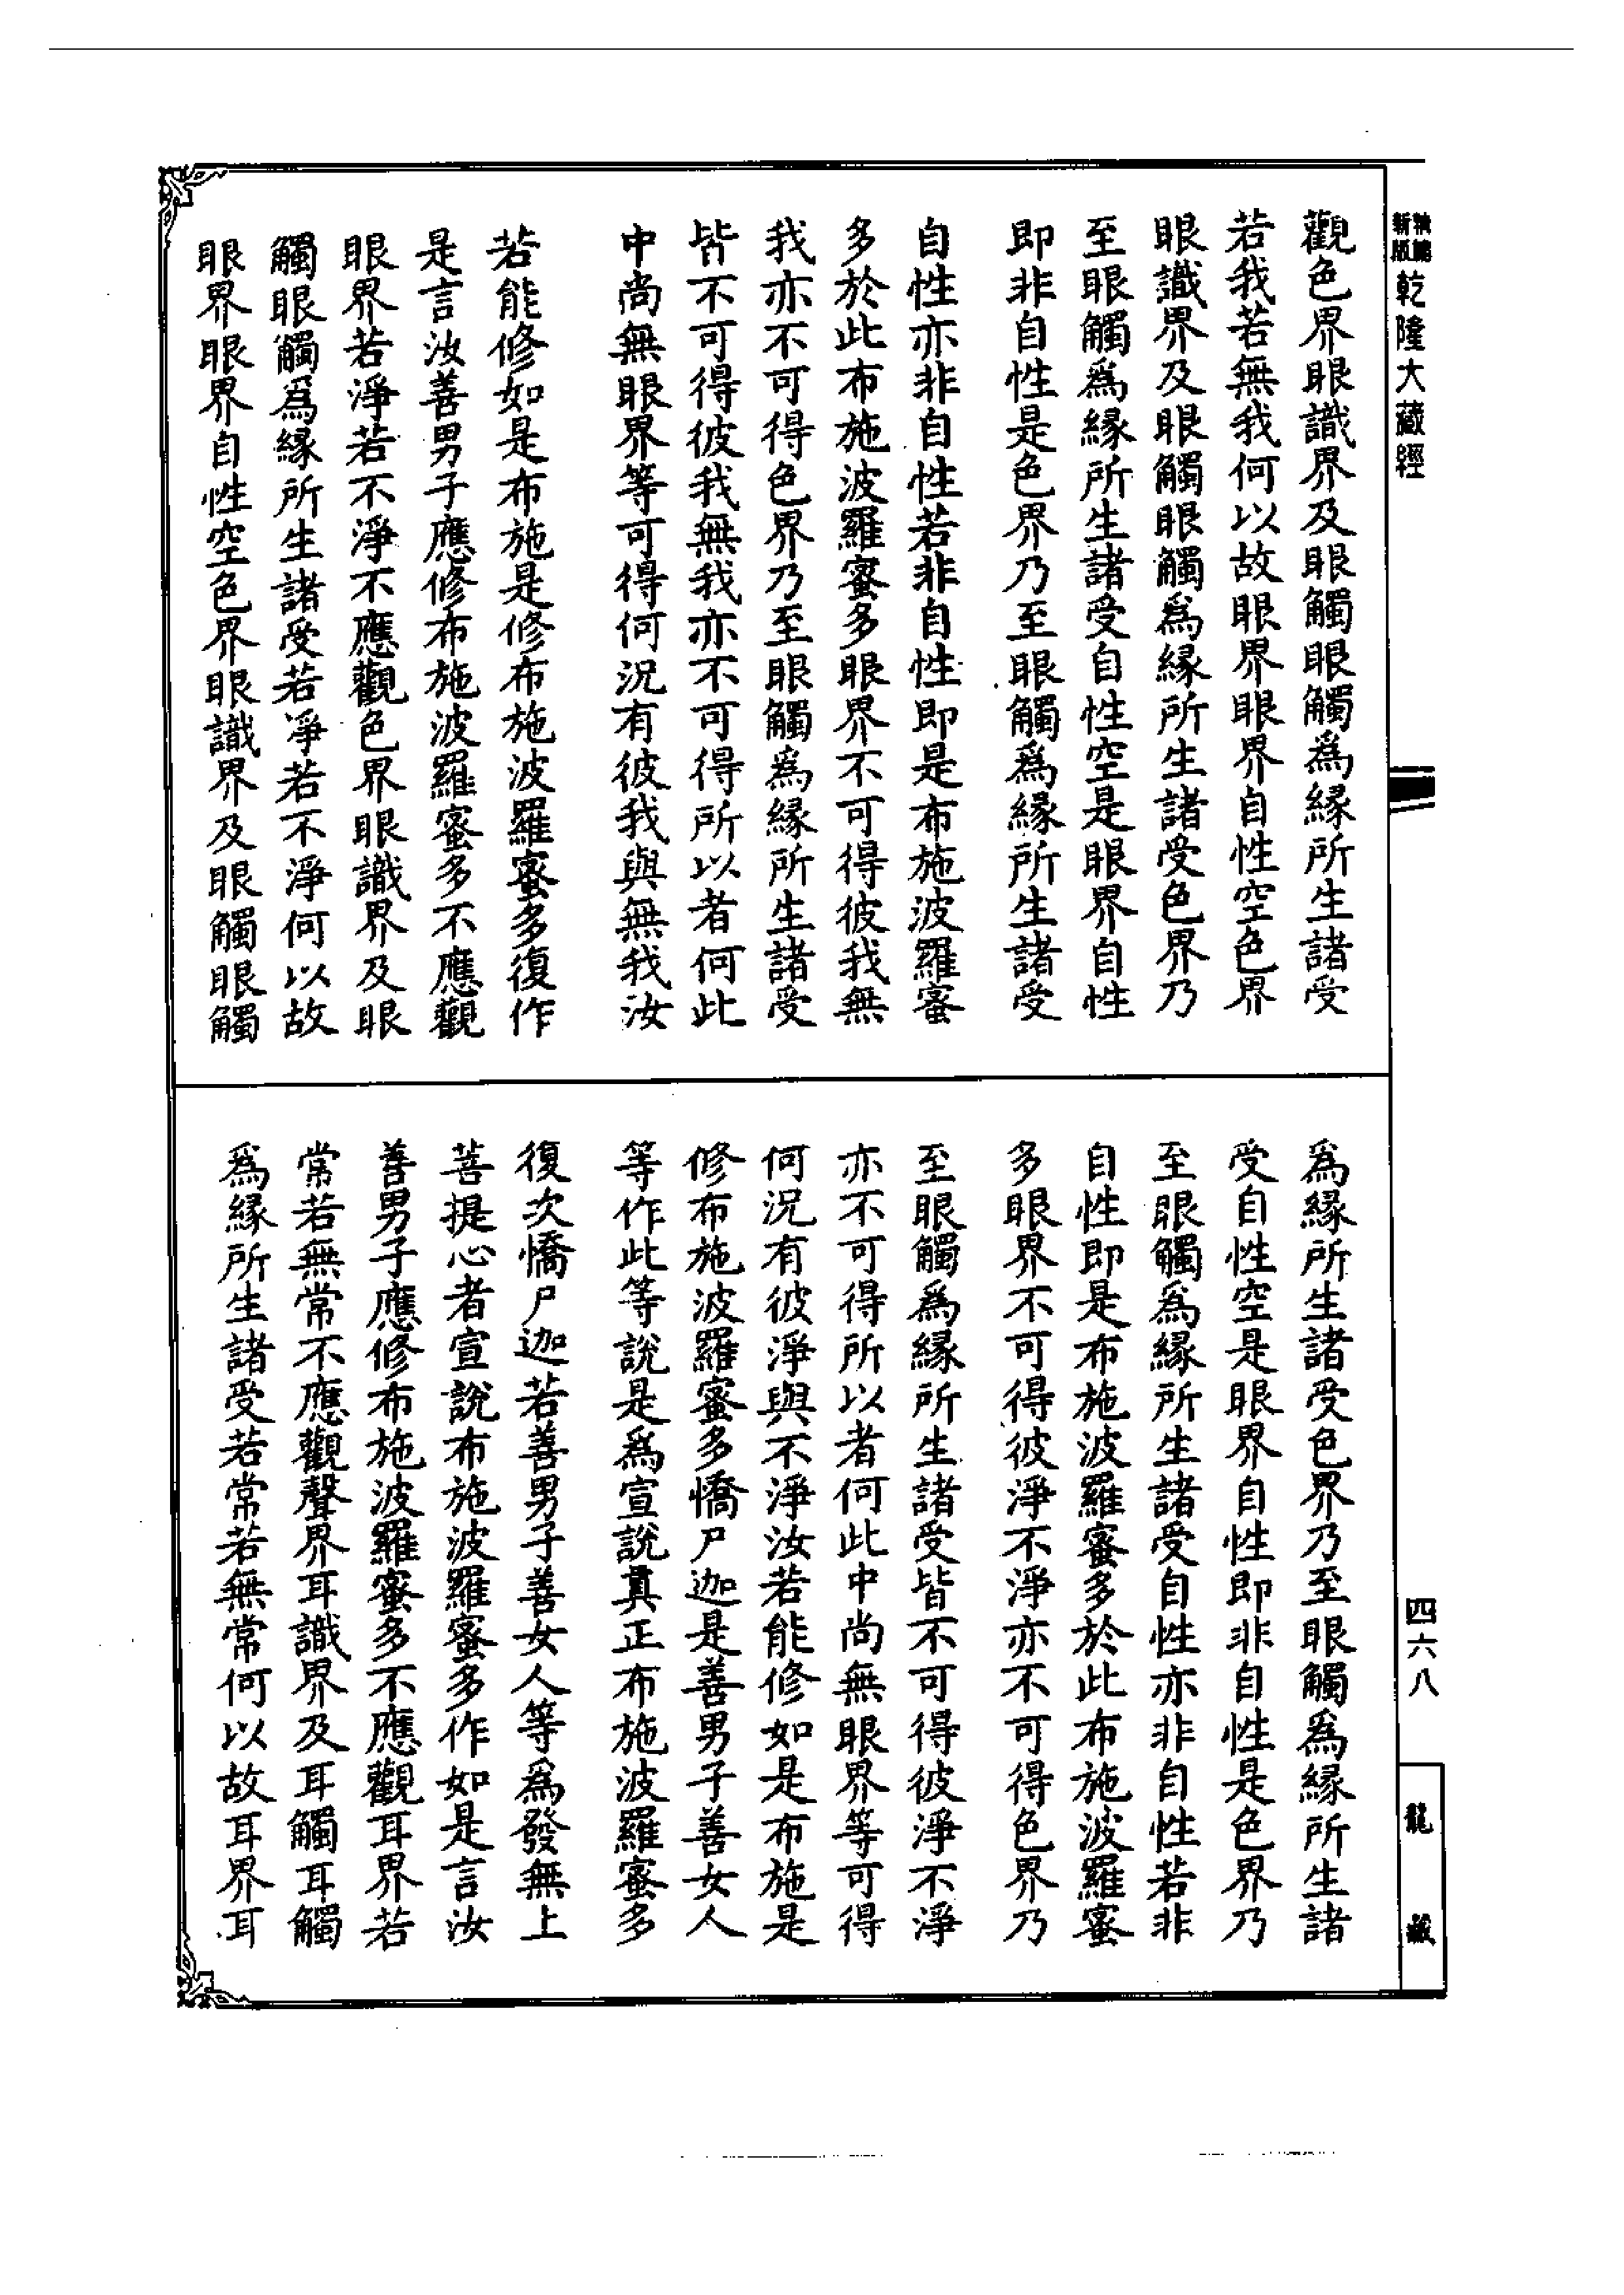 乾隆大藏經
觀色界眼識界及眼觸眼觸爲緣所生諸受
若我若無我何以故眼界眼界自性空色界
眼識界及眼觸眼觸爲緣所生諸受色界乃
至眼觸爲緣所生諸受自性空是眼界自性
即非自性是色界乃至眼觸爲緣所生諸受
自性亦非自性若非自性即是布施波羅蜜
多於此布施波羅蜜多眼界不可得彼我無
我亦不可得色界乃至眼觸爲緣所生諸受
皆不可得彼我無我亦不可得所以者何此
中尚無眼界等可得何況有彼我與無我汝
若能修如是布施是修布施波羅蜜多復作
是言汝善男子應修布施波羅蜜多不應觀
眼界若淨若不淨不應觀色界眼識界及眼
觸眼觸爲緣所生諸受若淨若不淨何以故
眼界眼界自性空色界眼識界及眼觸眼觸
爲緣所生諸受色界乃至眼觸爲緣所生諸
受自性空是眼界自性即非自性是色界乃
至眼觸爲緣所生諸受自性亦非自性若非
自性即是布施波羅蜜多於此布施波羅蜜
多眼界不可得彼淨不淨亦不可得色界乃
至眼觸爲緣所生諸受皆不可得彼淨不淨
亦不可得所以者何此中尚無眼界等可得
何況有彼淨與不淨汝若能修如是布施是
修布施波羅蜜多憍尸迦是善男子善女人
等作此等說是爲宣說真正布施波羅蜜多
復次憍尸迦若善男子善女人等爲發無上
菩提心者宣說布施波羅蜜多作如是言汝
善男子應修布施波羅蜜多不應觀耳界若
常若無常不應觀聲界耳識界及耳觸耳觸
爲緣所生諸受若常若無常何以故耳界耳
四六八
龍藏